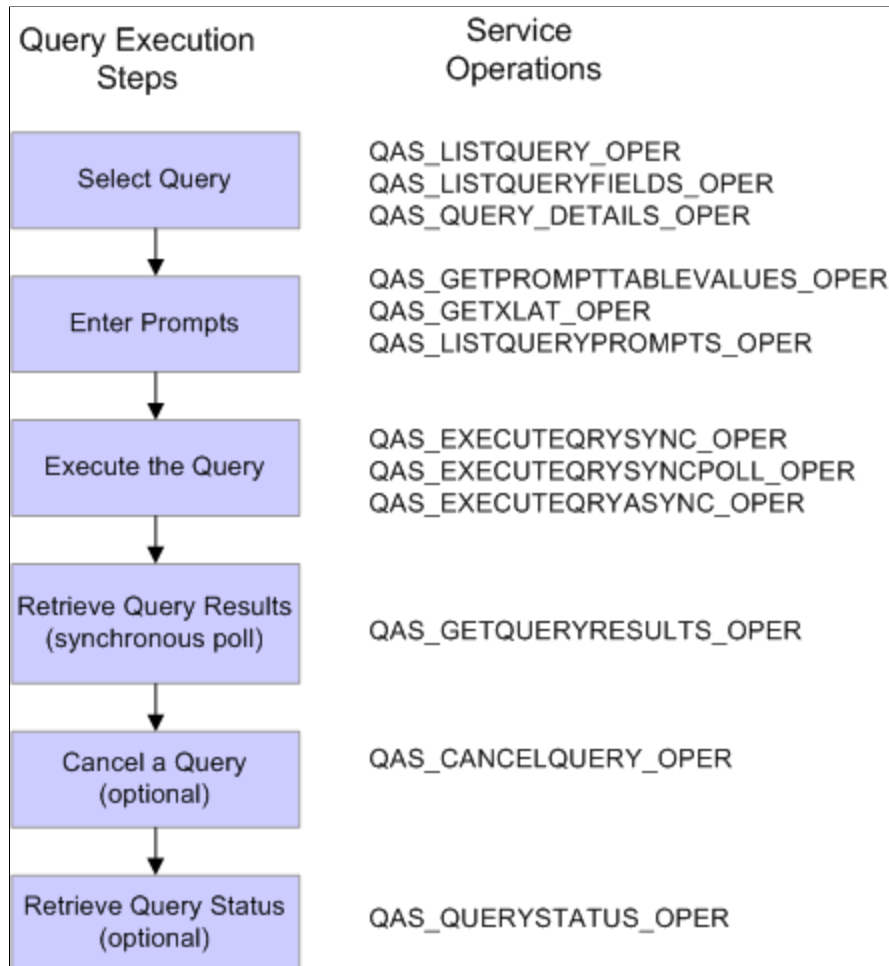 Query Execution
Steps
Service
Operations
Select Query
QAS_LISTQUERY_OPER
QAS_LISTQUERYFIELDS_OPER
QAS_QUERY_DETAILS_OPER
Enter Prompts
QAS_GETPROMPTTABLEVALUES_OPER
QAS_GETXLAT_OPER
QAS_LISTQUERYPROMPTS_OPER
Execute the Query
QAS_EXECUTEQRYSYNC_OPER
QAS_EXECUTEQRYSYNCPOLL_OPER
QAS_EXECUTEQRYASYNC_OPER
Retrieve Query Results
(synchronous poll)
QAS_GETQUERYRESULTS_OPER
Cancel a Query
(optional)
QAS_CANCELQUERY_OPER
Retrieve Query Status
(optional)
QAS_QUERYSTATUS_OPER